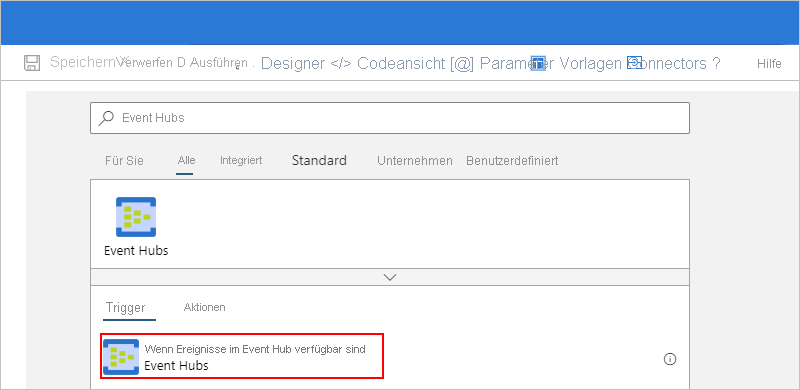 Speichern Verwerfen D Ausführen . Designer </> Codeansicht [@] Parameter Vorlagen Connectors ? Hilfe
Event Hubs
Für Sie Alle Integriert Standard Unternehmen Benutzerdefiniert
Event Hubs
Trigger Aktionen
Wenn Ereignisse im Event Hub verfügbar sind
Event Hubs